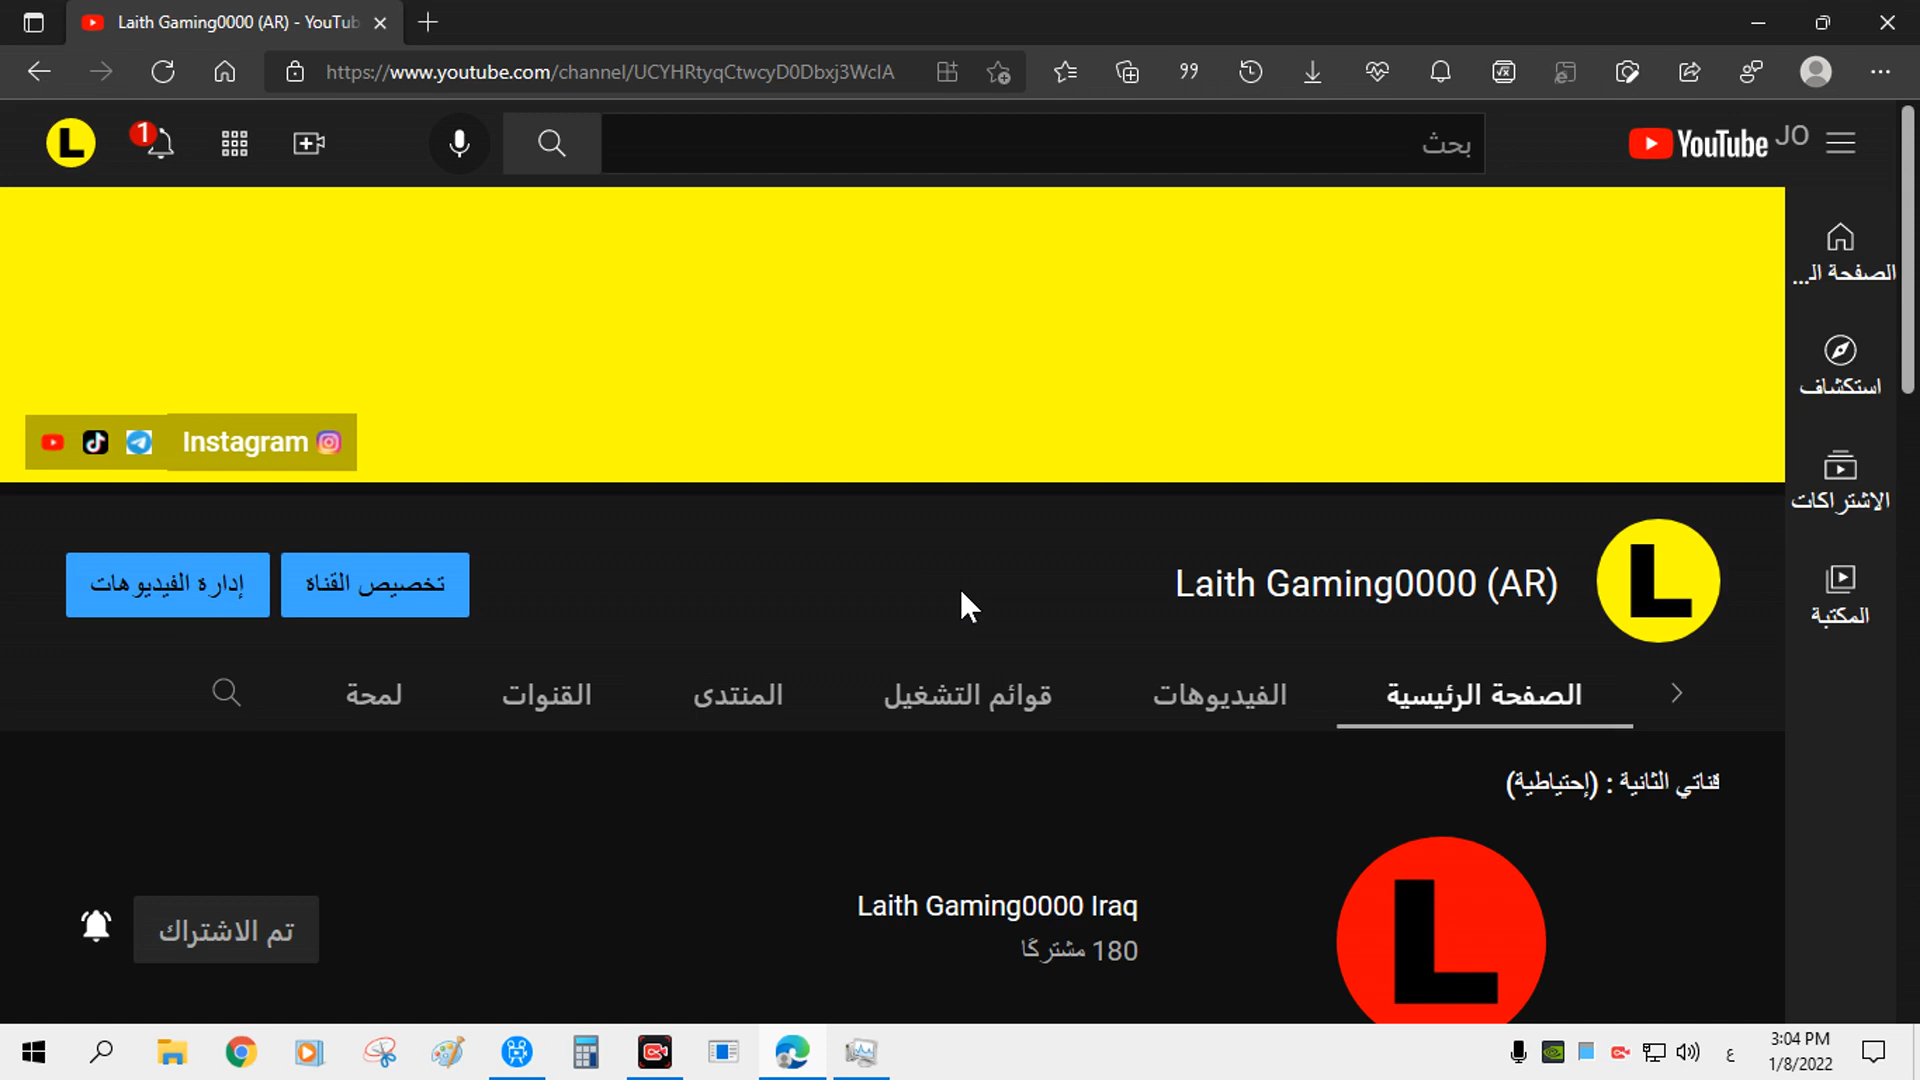 Laith Gaming0000 (AR) - YouTub
https://www.youtube.com/channel/UCYHRtyqCtwcyD0Dbxj3WcIA
L
1
بحث
YouTube JO
الصفحة الـ...
استكشاف
الاشتراكات
المكتبة
Instagram
Laith Gaming0000 (AR)
L
تخصيص القناة
إدارة الفيديوهات
الصفحة الرئيسية
الفيديوهات
قوائم التشغيل
المنتدى
القنوات
لمحة
قناتي الثانية : (إحتياطية)
L
Laith Gaming0000 Iraq
180 مشتركًا
تم الاشتراك
ع
3:04 PM
1/8/2022